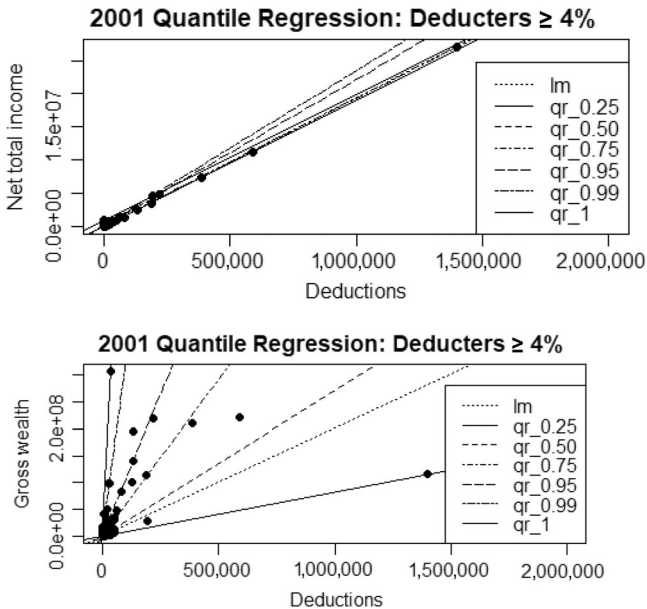 2001 Quantile Regression: Deducters ≥ 4%
Net total income
0.0e+00
1.5e+07
lm
qr_0.25
qr_0.50
qr_0.75
qr_0.95
qr_0.99
qr_1
0
500,000
1,000,000
1,500,000
2,000,000
Deductions
2001 Quantile Regression: Deducters ≥ 4%
Gross wealth
0.0e+00
2.0e+08
lm
qr_0.25
qr_0.50
qr_0.75
qr_0.95
qr_0.99
qr_1
0
500,000
1,000,000
1,500,000
2,000,000
Deductions